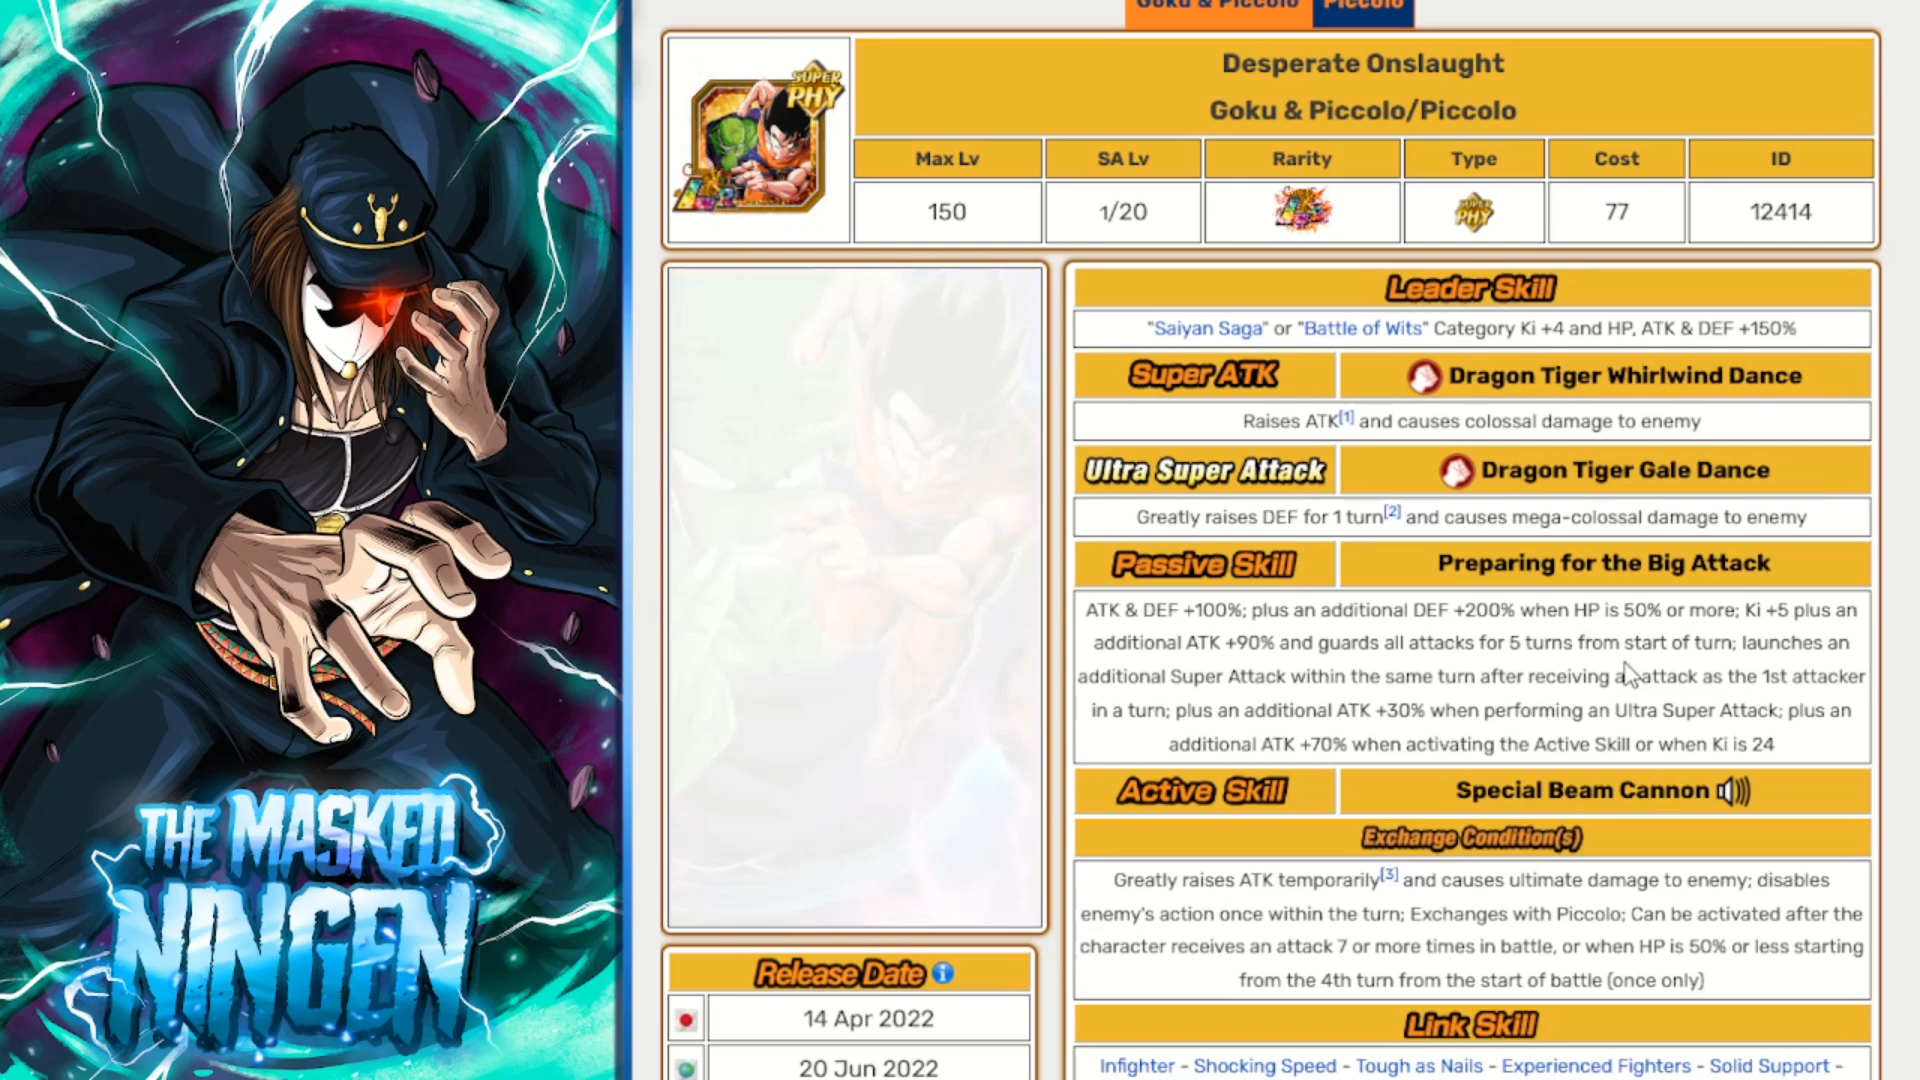 Goku & Piccolo Piccolo
SUPER PHY
Desperate Onslaught
Goku & Piccolo/Piccolo
Max Lv SA Lv Rarity Type Cost ID
150 1/20 LR SUPER PHY 77 12414
Leader Skill
"Saiyan Saga" or "Battle of Wits" Category Ki +4 and HP, ATK & DEF +150%
Super ATK Dragon Tiger Whirlwind Dance
Raises ATK[1] and causes colossal damage to enemy
Ultra Super Attack Dragon Tiger Gale Dance
Greatly raises DEF for 1 turn[2] and causes mega-colossal damage to enemy
Passive Skill Preparing for the Big Attack
ATK & DEF +100%; plus an additional DEF +200% when HP is 50% or more; Ki +5 plus an
additional ATK +90% and guards all attacks for 5 turns from start of turn; launches an
additional Super Attack within the same turn after receiving a attack as the 1st attacker
in a turn; plus an additional ATK +30% when performing an Ultra Super Attack; plus an
additional ATK +70% when activating the Active Skill or when Ki is 24
Active Skill Special Beam Cannon
Exchange Condition(s)
Greatly raises ATK temporarily[3] and causes ultimate damage to enemy; disables
enemy's action once within the turn; Exchanges with Piccolo; Can be activated after the
character receives an attack 7 or more times in battle, or when HP is 50% or less starting
from the 4th turn from the start of battle (once only)
Link Skill
Infighter - Shocking Speed - Tough as Nails - Experienced Fighters - Solid Support -
Release Date
14 Apr 2022
20 Jun 2022
THE MASKED
NINGEN